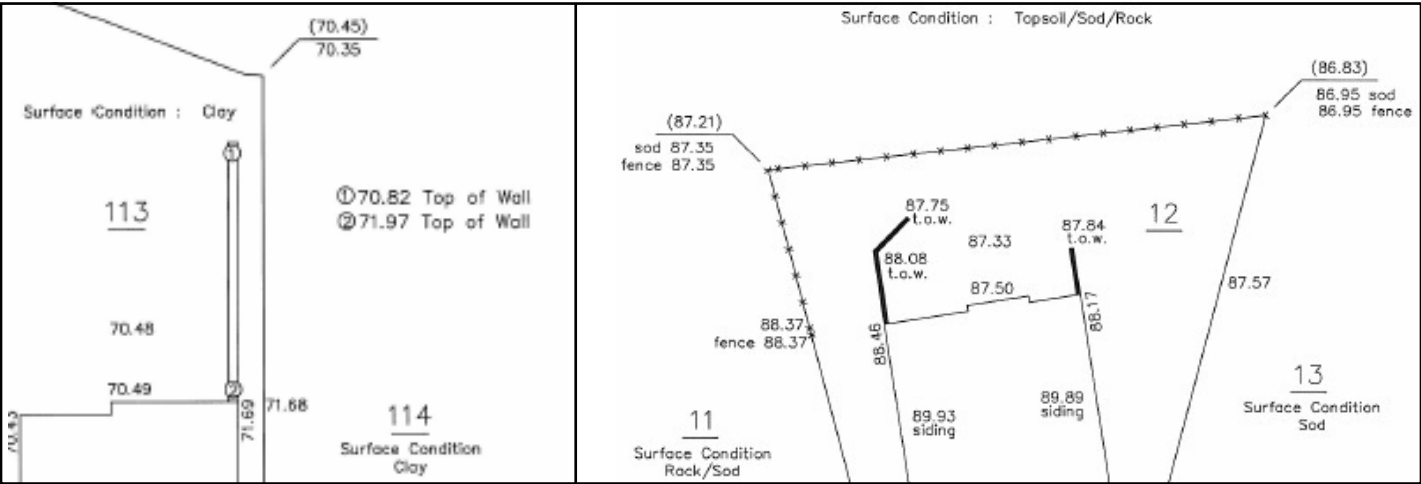 (70.45)
70.35
Surface Condition : Clay
①
113
①70.82 Top of Wall
②71.97 Top of Wall
70.48
70.49
②
71.69
71.68
70.43
114
Surface Condition
Clay
Surface Condition : Topsoil/Sod/Rock
(86.83)
86.95 sod
86.95 fence
(87.21)
sod 87.35
fence 87.35
87.75
t.o.w.
12
87.84
t.o.w.
87.33
88.08
t.o.w.
87.50
87.57
88.37
fence 88.37
88.46
88.17
13
Surface Condition
Sod
89.89
siding
89.93
siding
11
Surface Condition
Rock/Sod